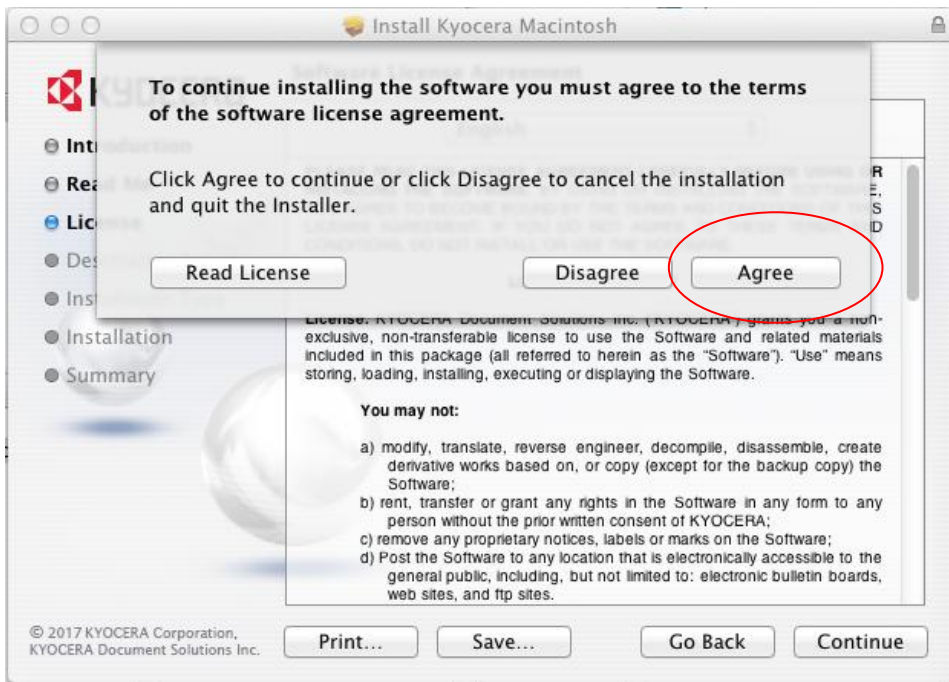 Install Kyocera Macintosh
To continue installing the software you must agree to the terms
of the software license agreement.
Click Agree to continue or click Disagree to cancel the installation
and quit the Installer.
Read License
Disagree
Agree
Software License Agreement
English
KYOCERA
Introduction
Read Me
License
Installation
Summary
License: KYOCERA Document Solutions Inc. ("KYOCERA") grants you a non-
exclusive, non-transferable license to use the Software and related materials
included in this package (all referred to herein as the “Software”). “Use” means
storing, loading, installing, executing or displaying the Software.
You may not:
a) modify, translate, reverse engineer, decompile, disassemble, create
derivative works based on, or copy (except for the backup copy) the
Software;
b) rent, transfer or grant any rights in the Software in any form to any
person without the prior written consent of KYOCERA;
c) remove any proprietary notices, labels or marks on the Software;
d) Post the Software to any location that is electronically accessible to the
general public, including, but not limited to: electronic bulletin boards,
web sites, and ftp sites.
© 2017 KYOCERA Corporation,
KYOCERA Document Solutions Inc.
Print...
Save...
Go Back
Continue